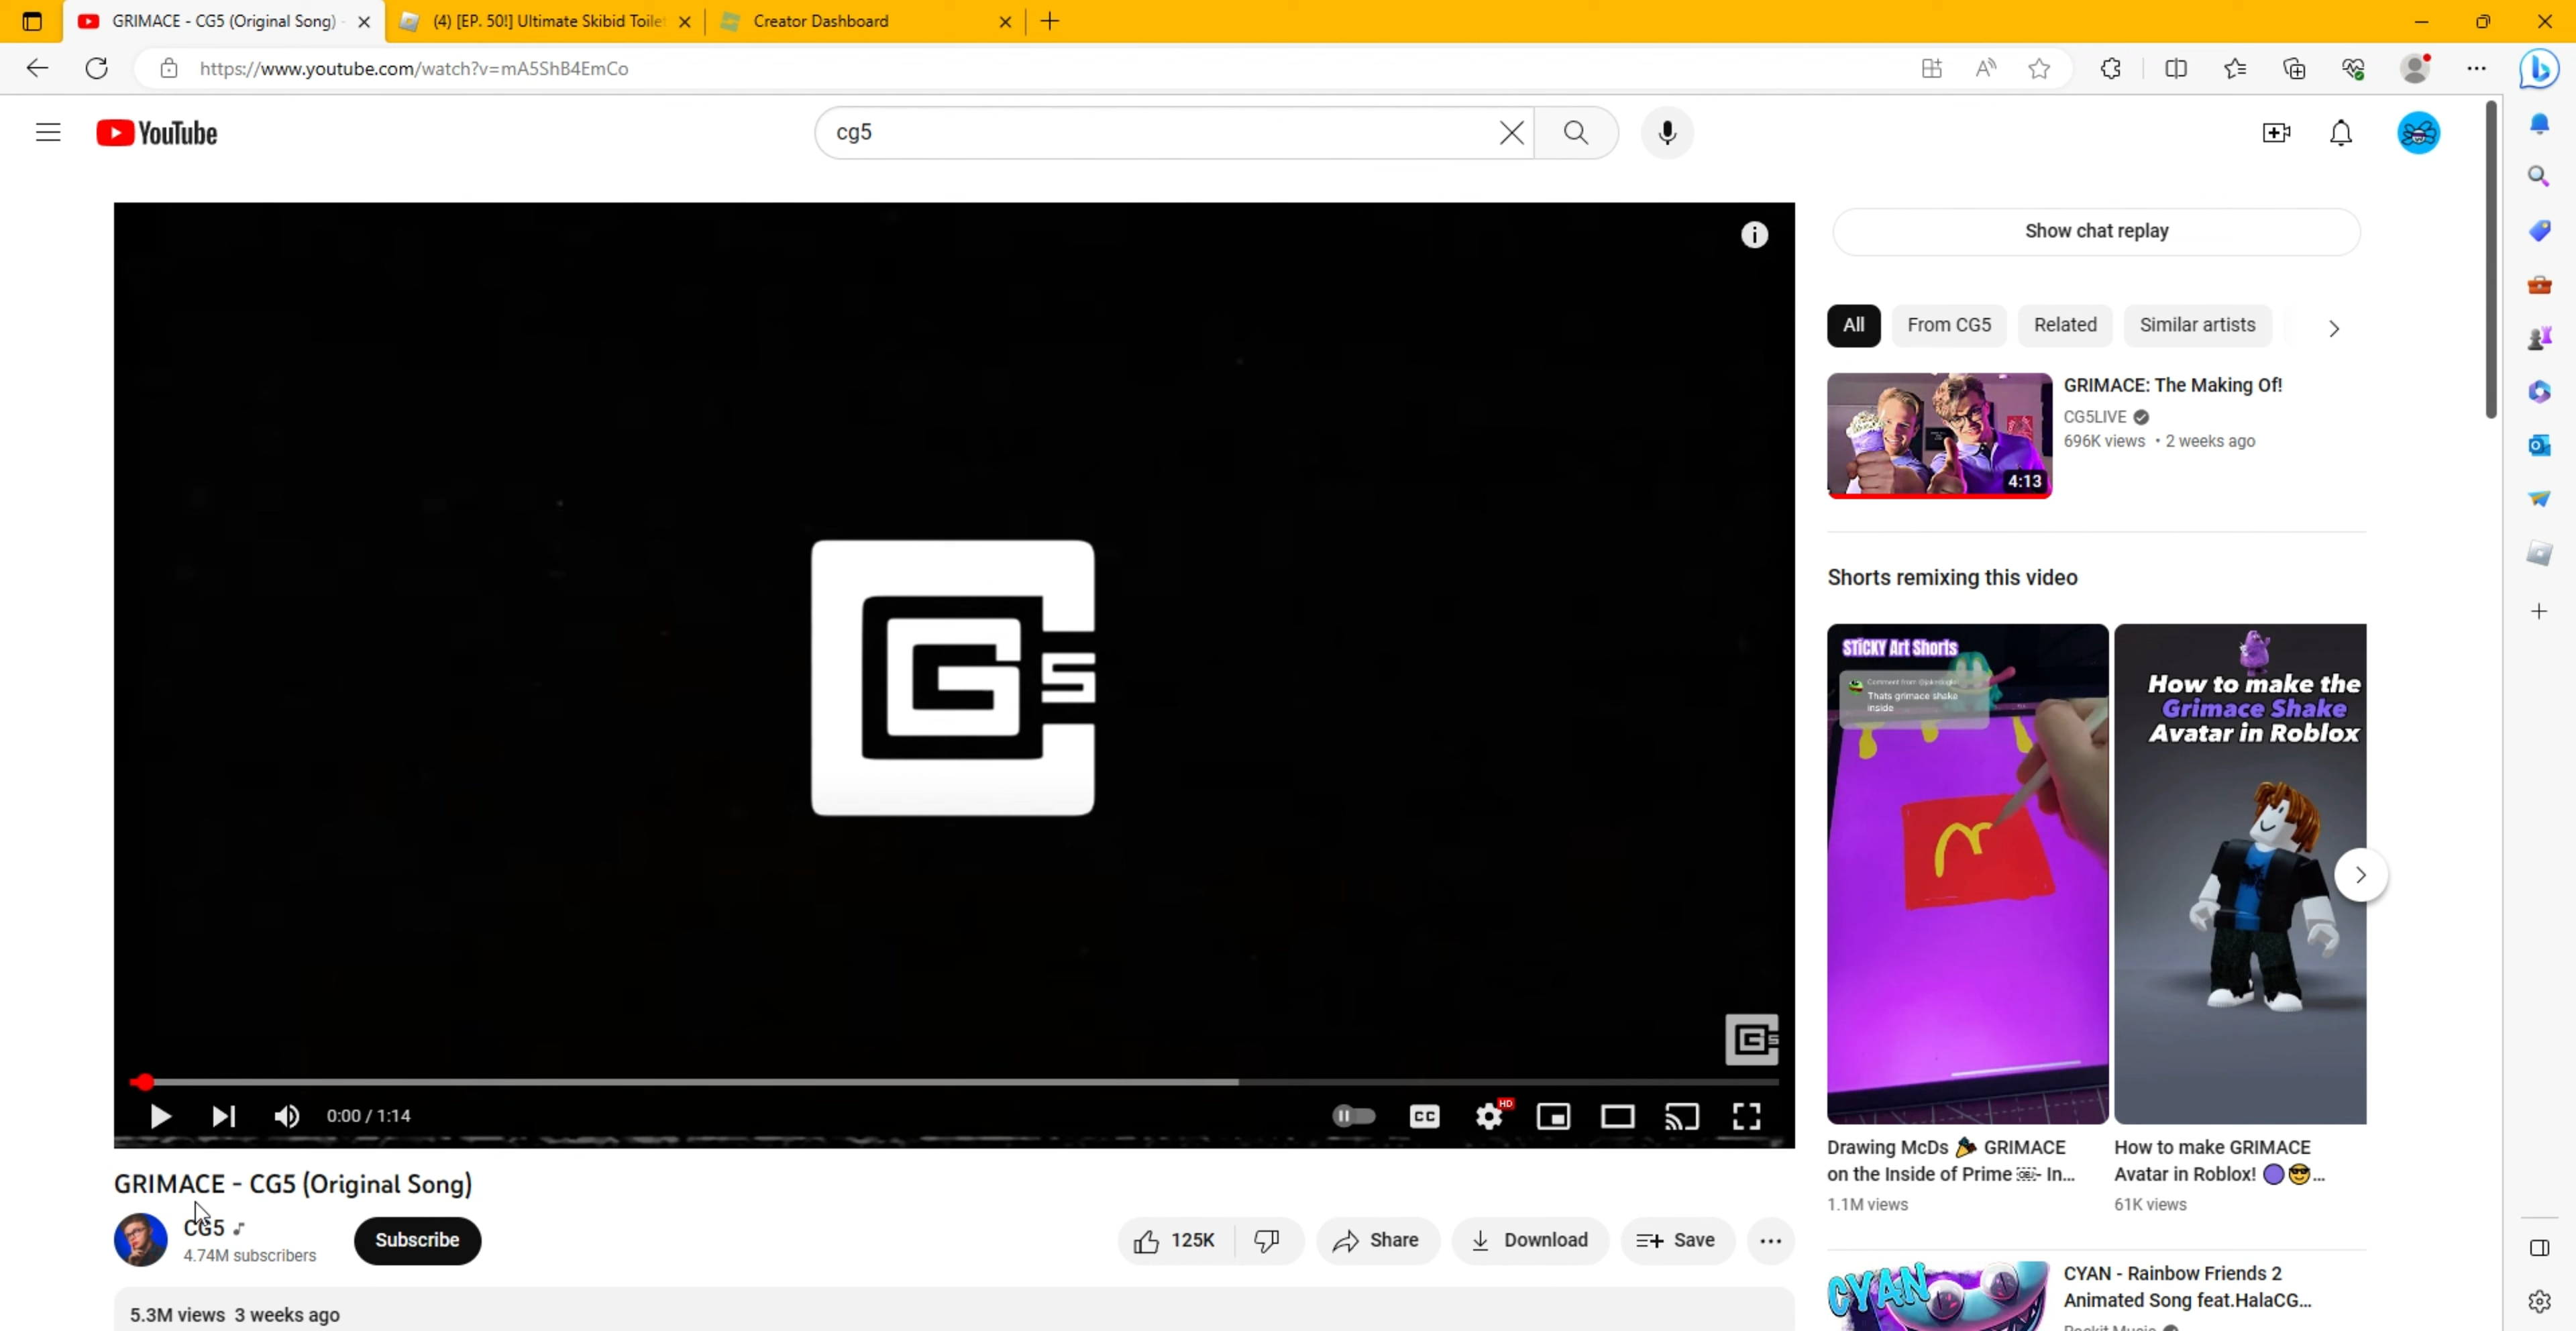 GRIMACE - CG5 (Original Song) -
(4) [EP. 50!] Ultimate Skibid Toilet
Creator Dashboard
https://www.youtube.com/watch?v=mA5ShB4EmCo
YouTube
cg5
Show chat replay
All
From CG5
Related
Similar artists
GRIMACE: The Making Of!
CG5LIVE
696K views • 2 weeks ago
4:13
Shorts remixing this video
STiCKY Art Shorts
Thats grimace shake
inside
How to make the
Grimace Shake
Avatar in Roblox
Drawing McDs 🎉 GRIMACE
on the Inside of Prime - In...
1.1M views
How to make GRIMACE
Avatar in Roblox! 🟣😎...
61K views
CYAN
CYAN - Rainbow Friends 2
Animated Song feat.HalaCG...
CG5
0:00 / 1:14
CC
HD
GRIMACE - CG5 (Original Song)
CG5
4.74M subscribers
Subscribe
125K
Share
Download
Save
5.3M views 3 weeks ago